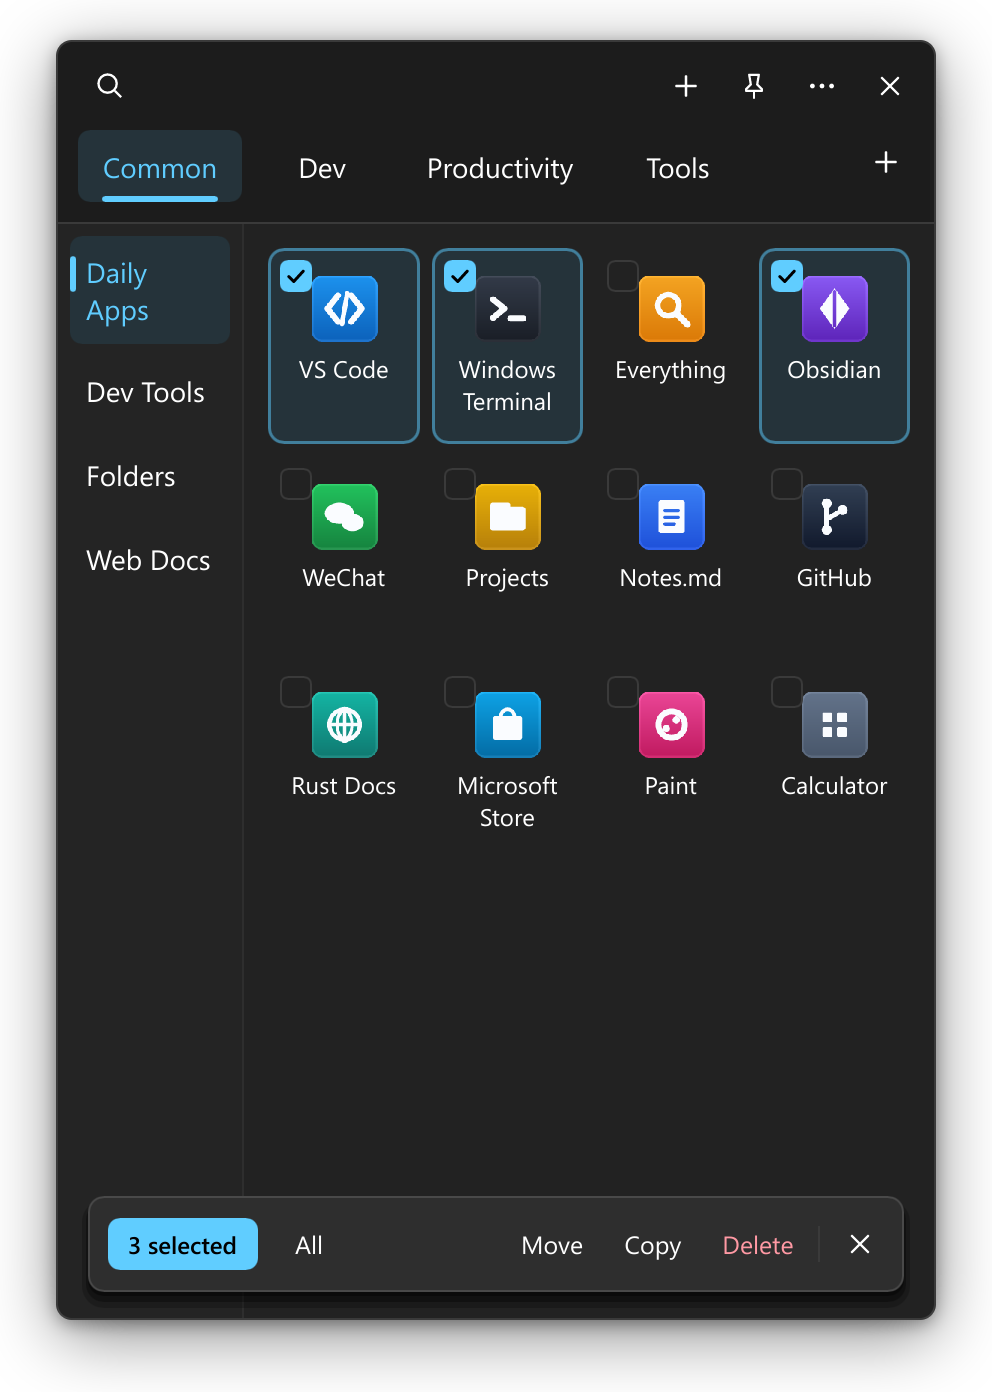 Common
Dev
Productivity
Tools
Daily
Apps
Dev Tools
Folders
Web Docs
VS Code
Windows
Terminal
Everything
Obsidian
WeChat
Projects
Notes.md
GitHub
Rust Docs
Microsoft
Store
Paint
Calculator
3 selected
All
Move
Copy
Delete